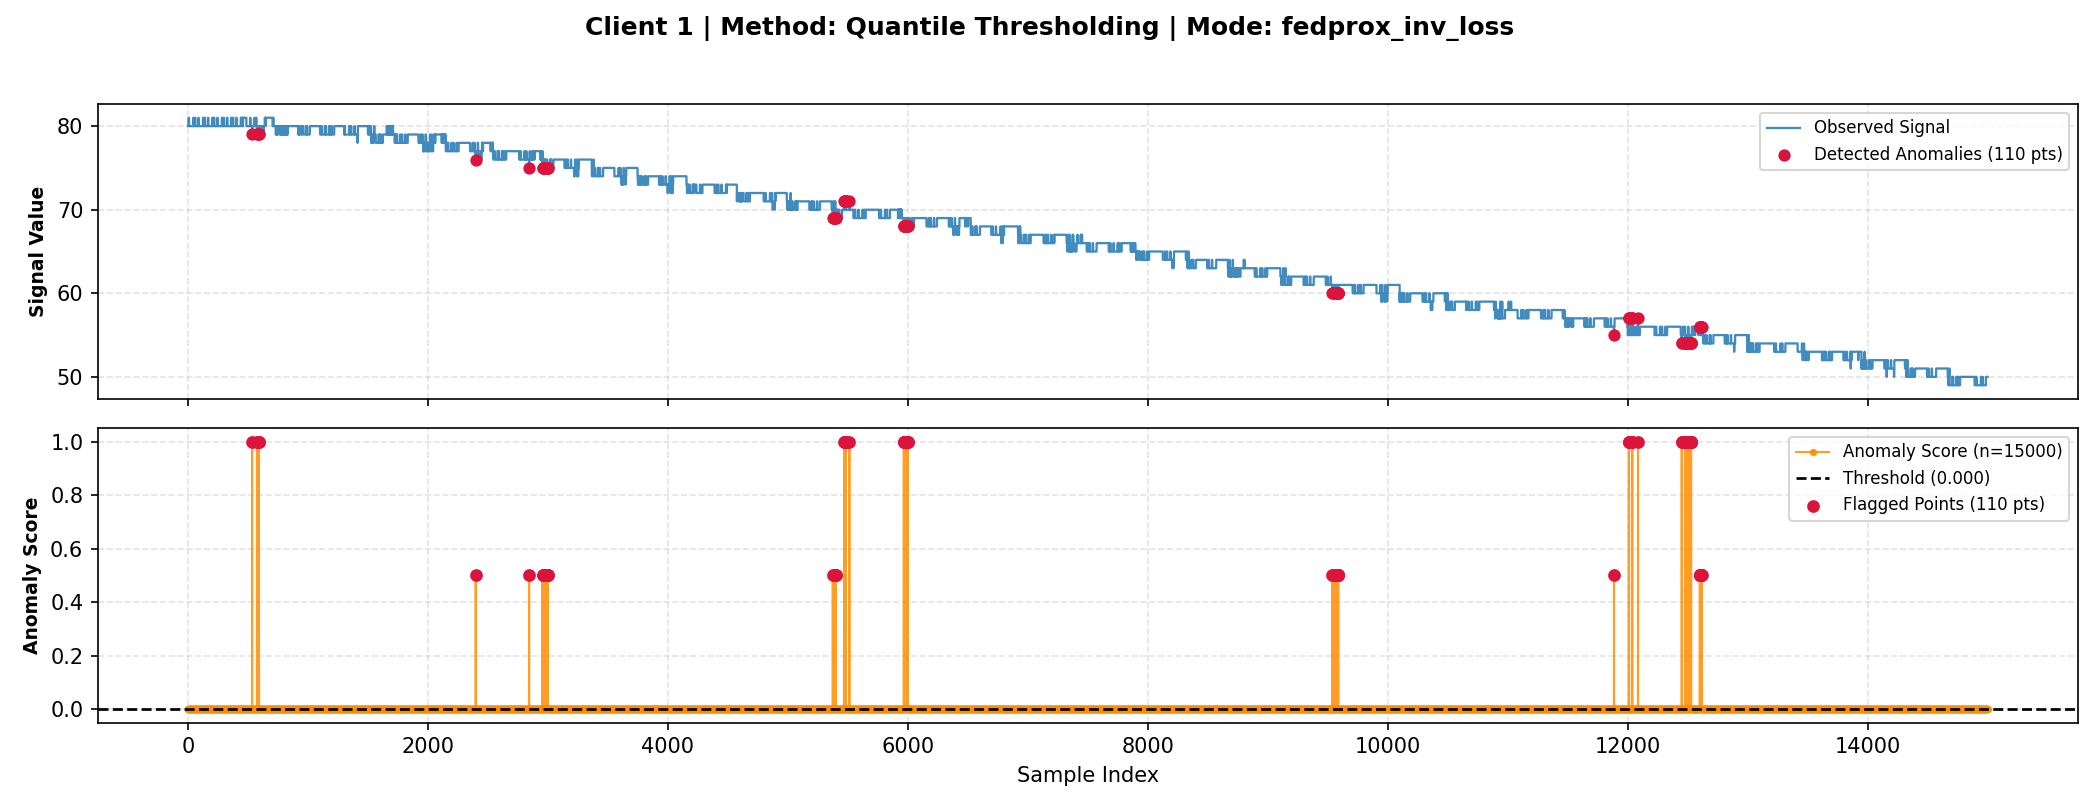 Client 1 | Method: Quantile Thresholding | Mode: fedprox_inv_loss
Signal Value
80
70
60
50
Observed Signal
Detected Anomalies (110 pts)
Anomaly Score
1.0
0.8
0.6
0.4
0.2
0.0
Anomaly Score (n=15000)
Threshold (0.000)
Flagged Points (110 pts)
0 2000 4000 6000 8000 10000 12000 14000
Sample Index